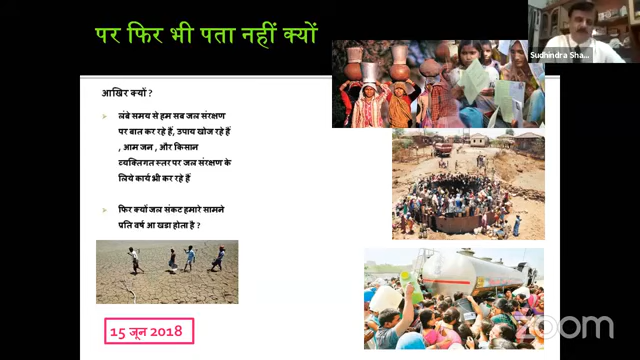 पर फिर भी पता नहीं क्यों
Sudhindra Sha...
आखिर क्यों ?
लंबे समय से हम सब जल संरक्षण
पर बात कर रहे हैं, उपाय खोज रहे हैं
, आम जन , और किसान
व्यक्तिगत स्तर पर जल संरक्षण के
लिये कार्य भी कर रहे हैं
फिर क्यों जल संकट हमारे सामने
प्रति वर्ष आ खडा होता है ?
15 जून 2018
zoom